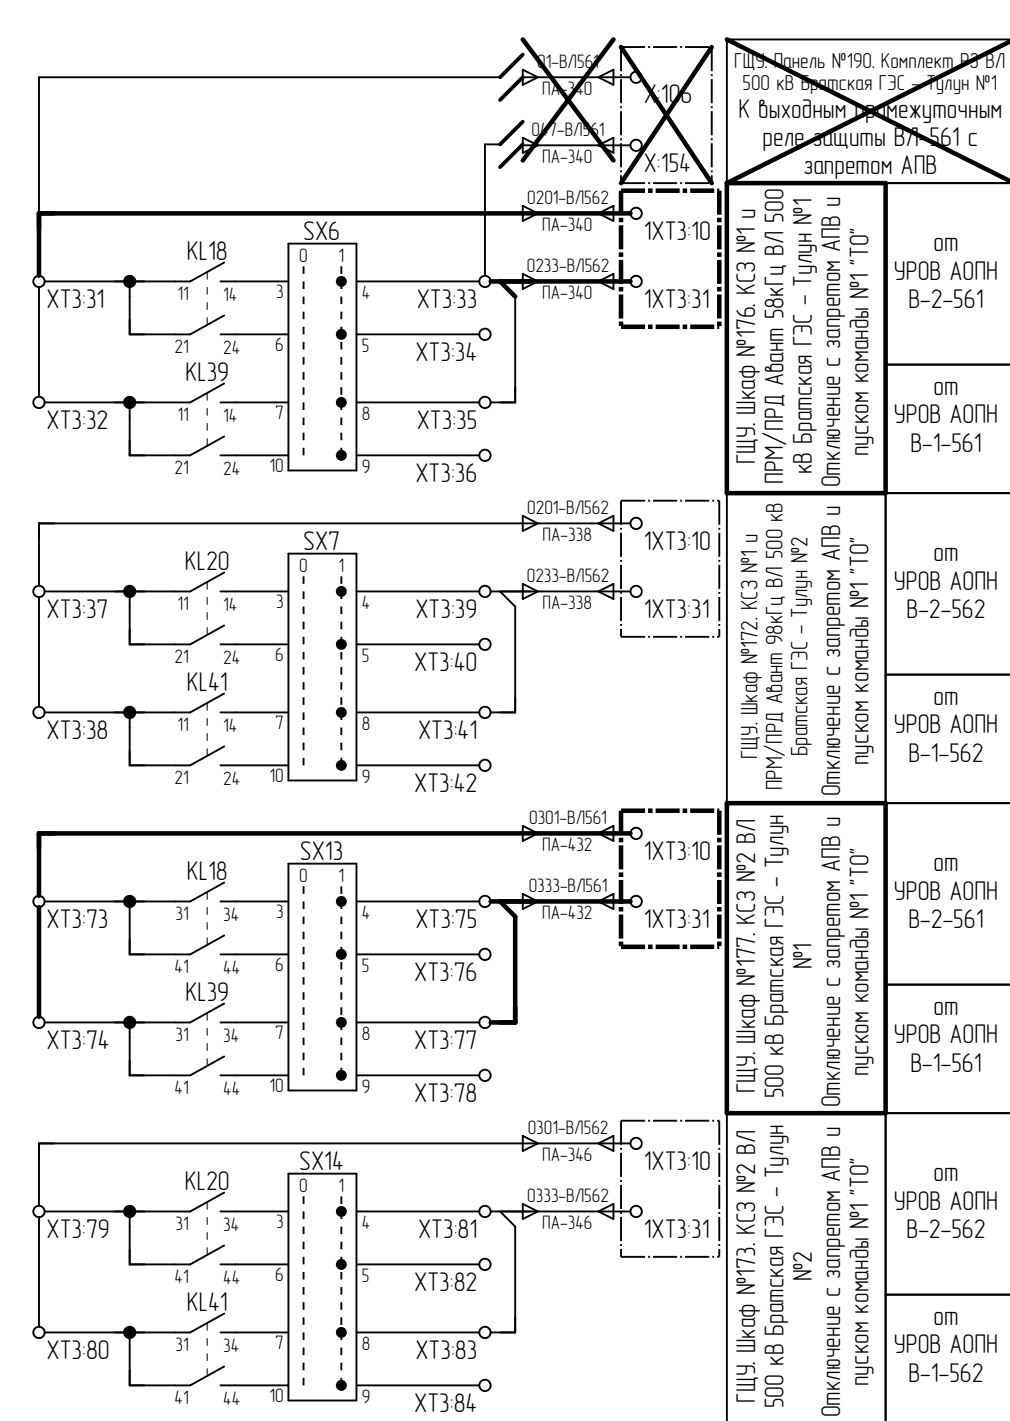 01-ВЛ561
ПА-340
X:106
047-ВЛ561
ПА-340
X:154
ГЩУ. Панель №190. Комплект РЗ ВЛ
500 кВ Братская ГЭС – Тулун №1
К выходным промежуточным
реле защиты ВЛ-561 с
запретом АПВ
0201-ВЛ562
ПА-340
1XT3:10
0233-ВЛ562
ПА-340
1XT3:31
SX6
0 1
KL18
11 14 3 4
XT3:31
XT3:33
21 24 6 5
XT3:34
KL39
11 14 7 8
XT3:32
XT3:35
21 24 10 9
XT3:36
ГЩУ. Шкаф №176. КСЗ №1 и
ПРМ/ПРД Авант 58кГц ВЛ 500
кВ Братская ГЭС – Тулун №1
Отключение с запретом АПВ и
пуском команды №1 "ТО"
от
УРОВ АОПН
В-2-561
от
УРОВ АОПН
В-1-561
0201-ВЛ562
ПА-338
1XT3:10
0233-ВЛ562
ПА-338
1XT3:31
SX7
0 1
KL20
11 14 3 4
XT3:37
XT3:39
21 24 6 5
XT3:40
KL41
11 14 7 8
XT3:38
XT3:41
21 24 10 9
XT3:42
ГЩУ. Шкаф №172. КСЗ №1 и
ПРМ/ПРД Авант 98кГц ВЛ 500 кВ
Братская ГЭС – Тулун №2
Отключение с запретом АПВ и
пуском команды №1 "ТО"
от
УРОВ АОПН
В-2-562
от
УРОВ АОПН
В-1-562
0301-ВЛ561
ПА-432
1XT3:10
0333-ВЛ561
ПА-432
1XT3:31
SX13
0 1
KL18
31 34 3 4
XT3:73
XT3:75
41 44 6 5
XT3:76
KL39
31 34 7 8
XT3:74
XT3:77
41 44 10 9
XT3:78
ГЩУ. Шкаф №177. КСЗ №2 ВЛ
500 кВ Братская ГЭС – Тулун
№1
Отключение с запретом АПВ и
пуском команды №1 "ТО"
от
УРОВ АОПН
В-2-561
от
УРОВ АОПН
В-1-561
0301-ВЛ562
ПА-346
1XT3:10
0333-ВЛ562
ПА-346
1XT3:31
SX14
0 1
KL20
31 34 3 4
XT3:79
XT3:81
41 44 6 5
XT3:82
KL41
31 34 7 8
XT3:80
XT3:83
41 44 10 9
XT3:84
ГЩУ. Шкаф №173. КСЗ №2 ВЛ
500 кВ Братская ГЭС – Тулун
№2
Отключение с запретом АПВ и
пуском команды №1 "ТО"
от
УРОВ АОПН
В-2-562
от
УРОВ АОПН
В-1-562